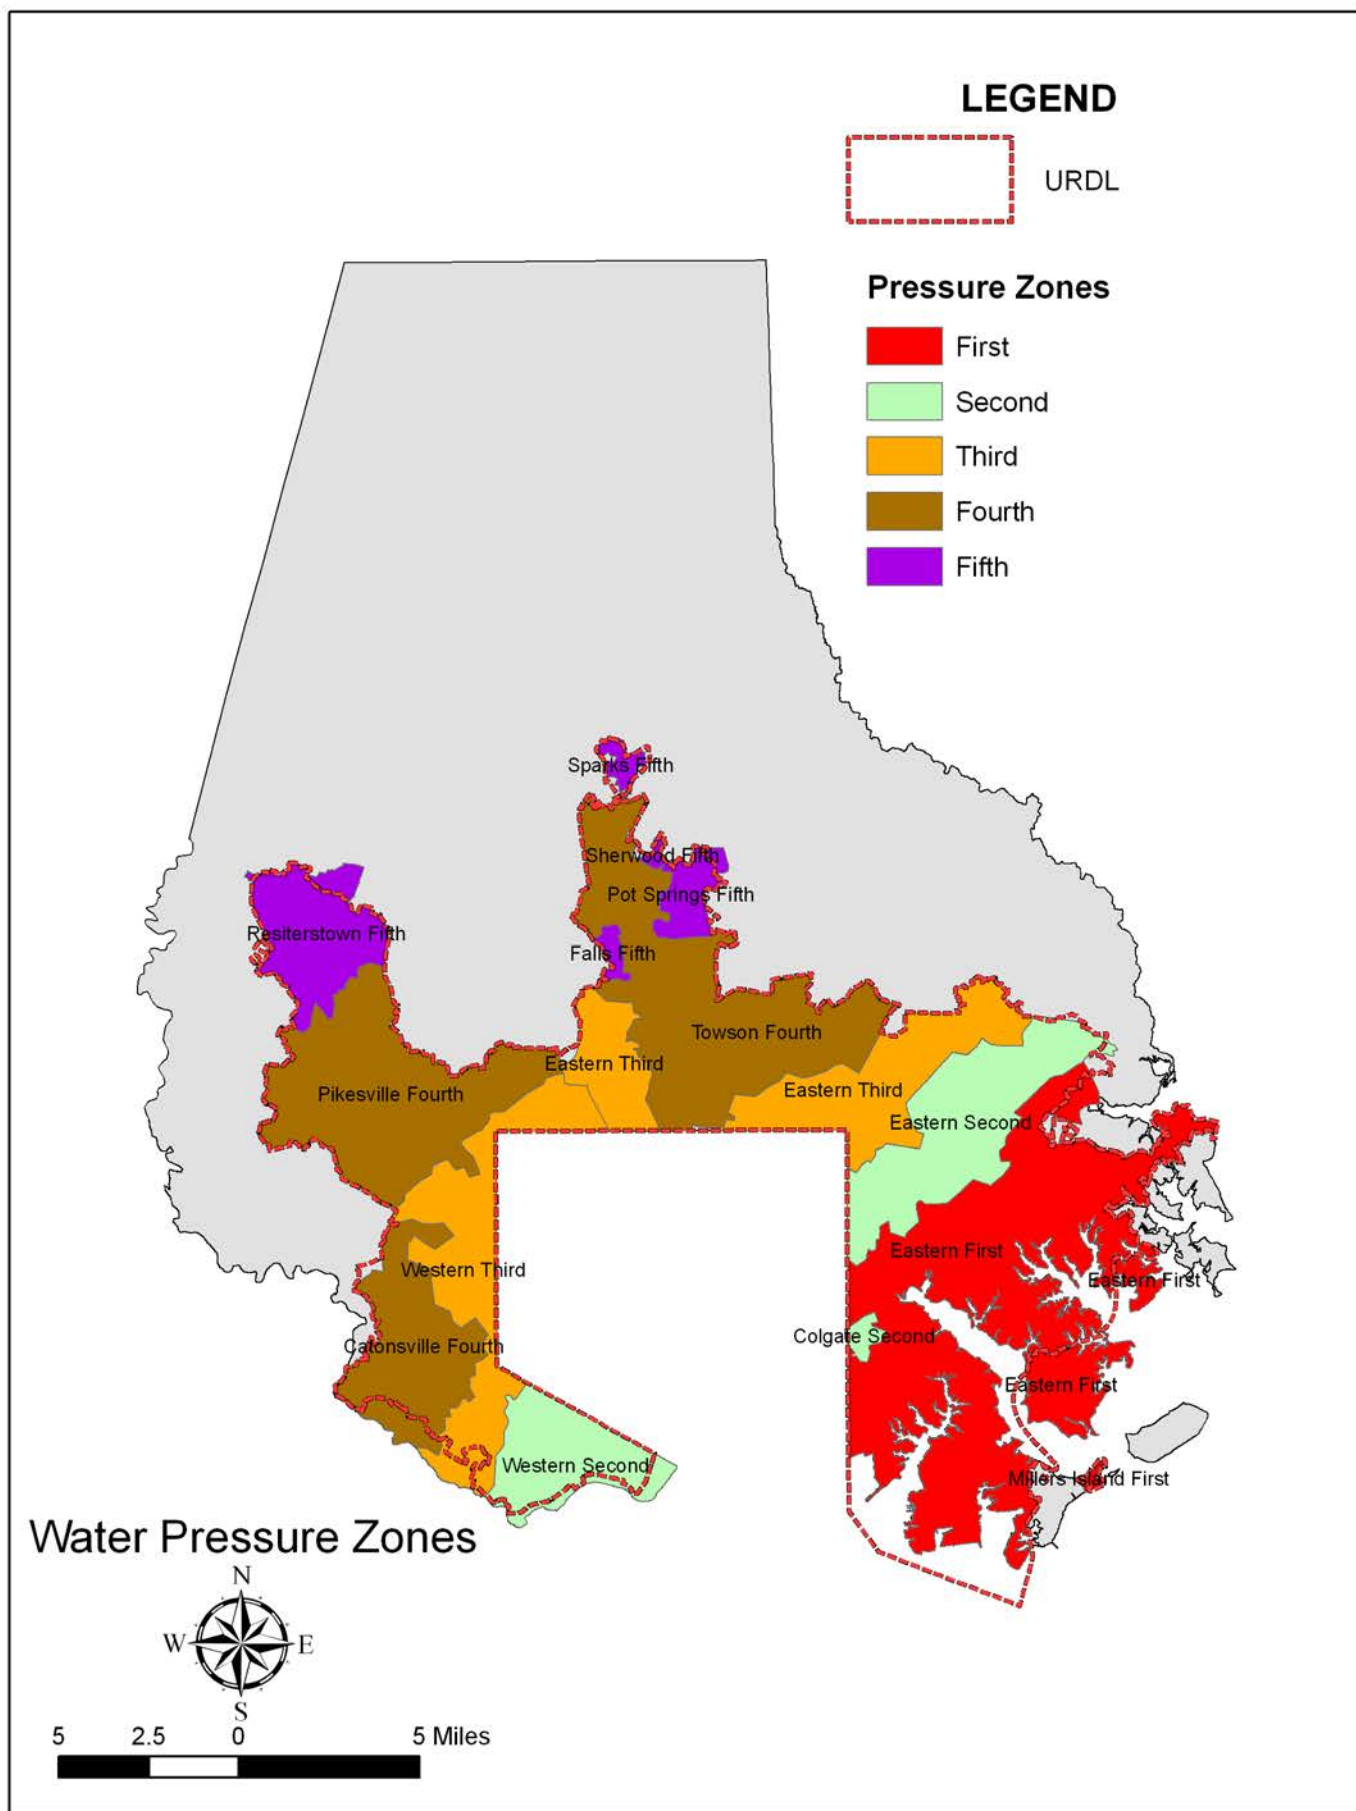 LEGEND
URDL
Pressure Zones
First
Second
Third
Fourth
Fifth
Sparks Fifth
Sherwood Fifth
Pot Springs Fifth
Resiterstown Fifth
Falls Fifth
Towson Fourth
Eastern Third
Eastern Third
Pikesville Fourth
Eastern Second
Eastern First
Western Third
Eastern First
Colgate Second
Catonsville Fourth
Eastern First
Western Second
Millers Island First
Water Pressure Zones
N
W
E
S
5 2.5 0 5 Miles